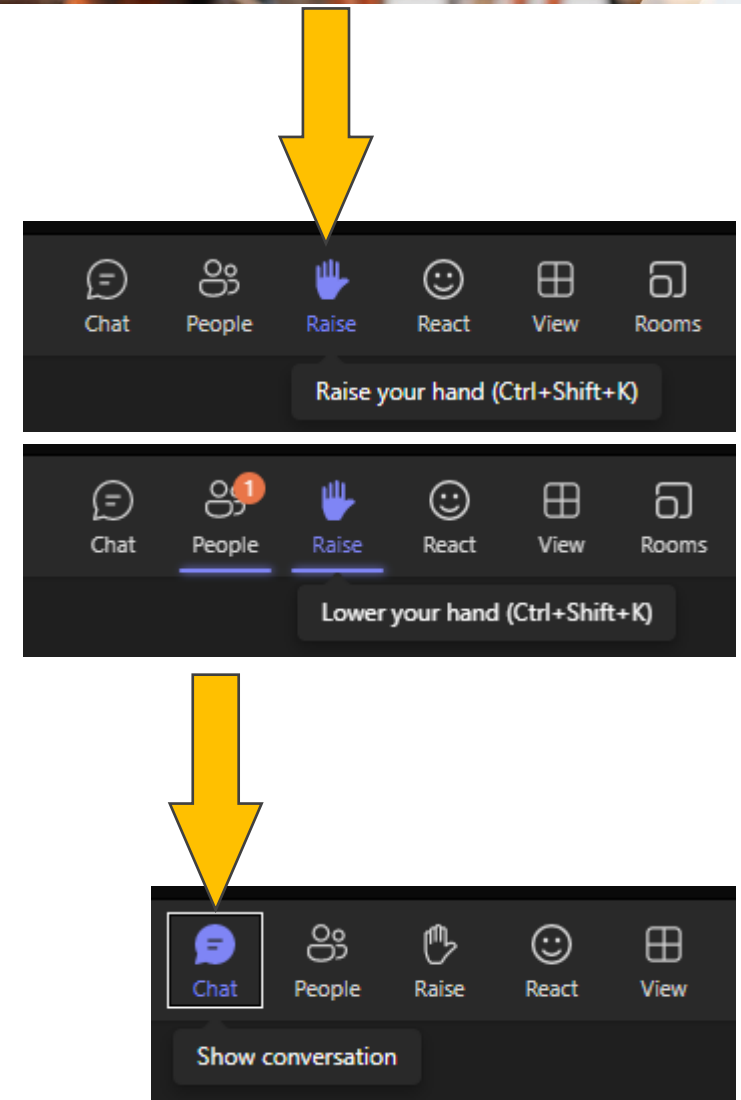 Chat People Raise React View Rooms
Raise your hand (Ctrl+Shift+K)
1
Chat People Raise React View Rooms
Lower your hand (Ctrl+Shift+K)
Chat People Raise React View
Show conversation